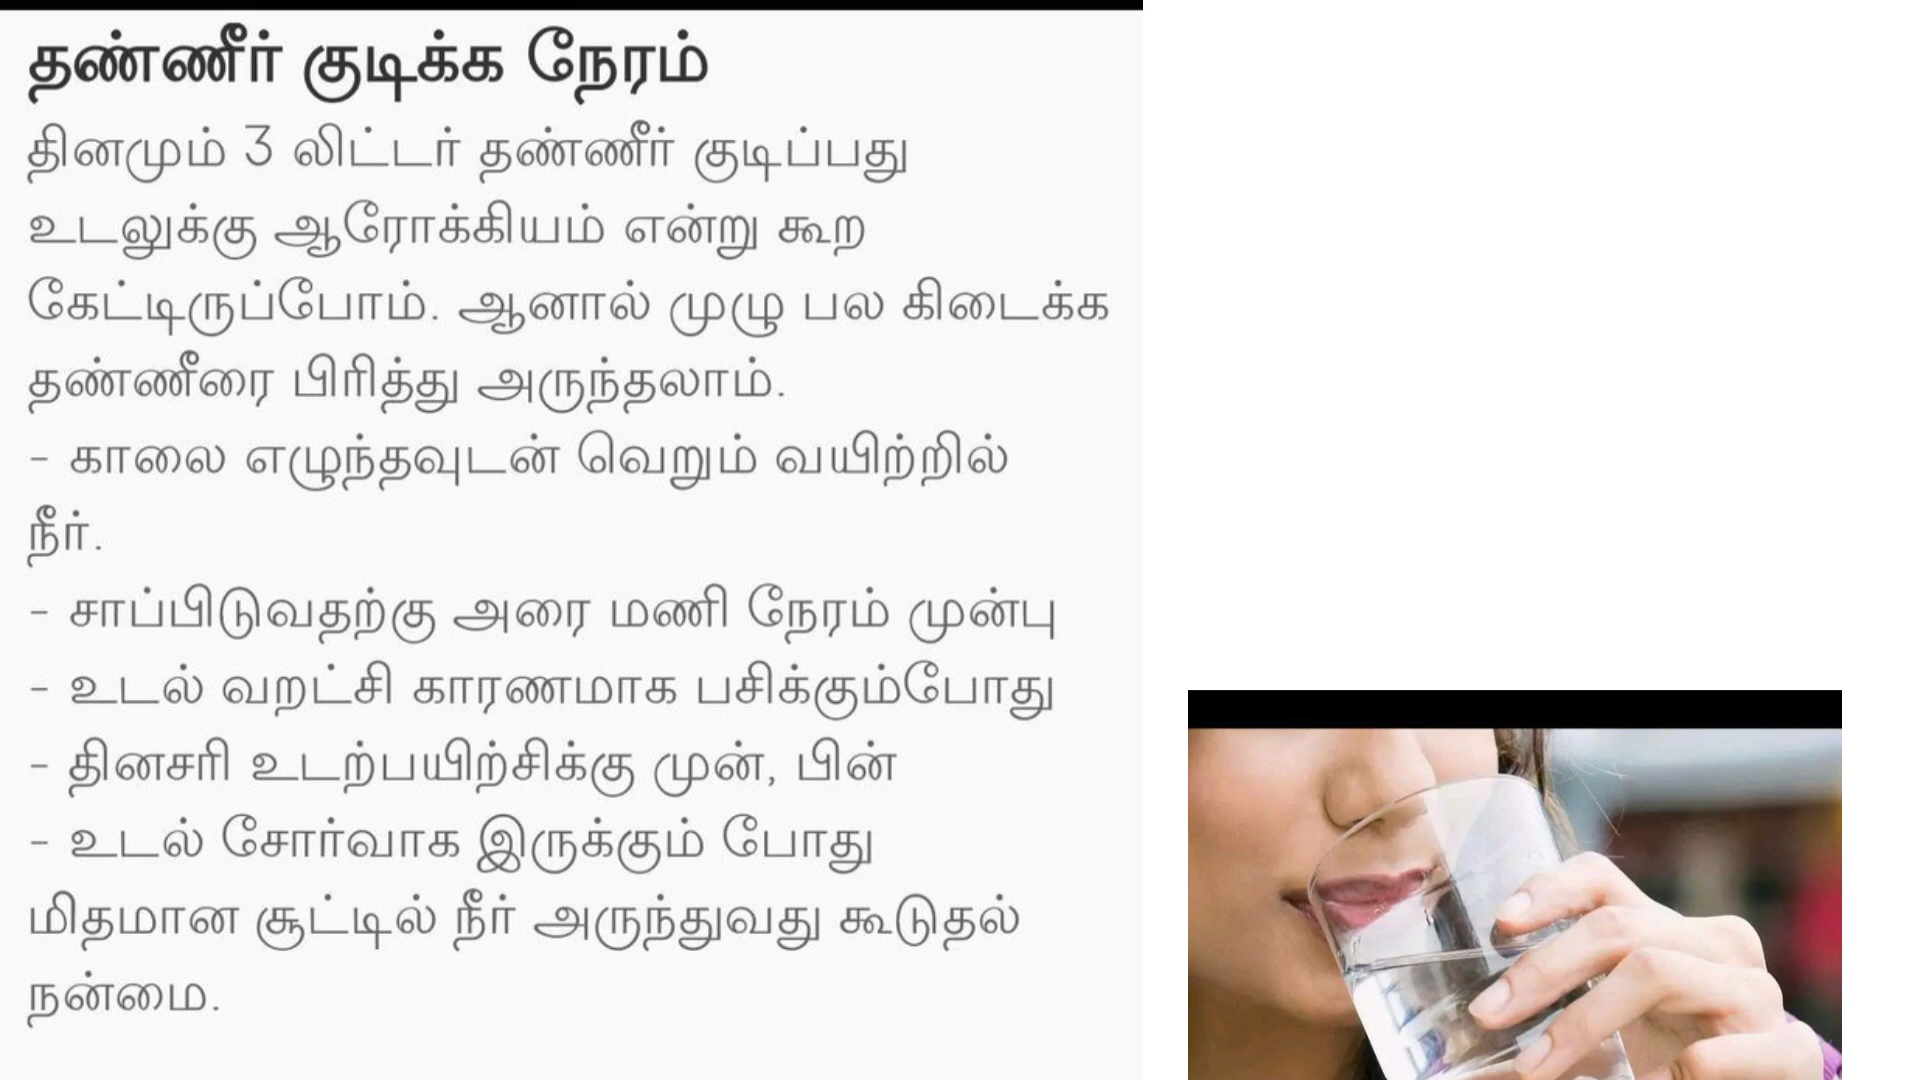 தண்ணீர் குடிக்க நேரம்
தினமும் 3 லிட்டர் தண்ணீர் குடிப்பது
உடலுக்கு ஆரோக்கியம் என்று கூற
கேட்டிருப்போம். ஆனால் முழு பல கிடைக்க
தண்ணீரை பிரித்து அருந்தலாம்.
- காலை எழுந்தவுடன் வெறும் வயிற்றில்
நீர்.
- சாப்பிடுவதற்கு அரை மணி நேரம் முன்பு
- உடல் வறட்சி காரணமாக பசிக்கும்போது
- தினசரி உடற்பயிற்சிக்கு முன், பின்
- உடல் சோர்வாக இருக்கும் போது
மிதமான சூட்டில் நீர் அருந்துவது கூடுதல்
நன்மை.